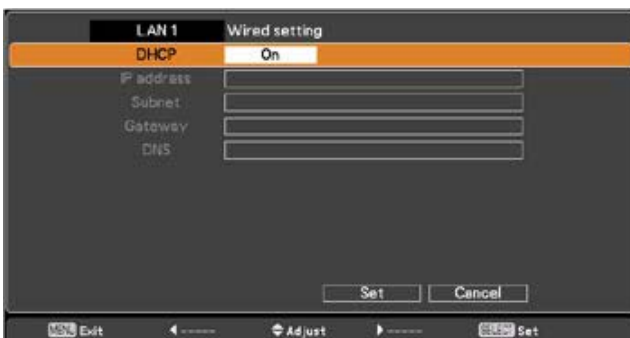 LAN 1 Wired setting
DHCP On
IP address
Subnet
Gateway
DNS
Set Cancel
MENU Exit ◀----- Adjust ▶----- SELECT Set